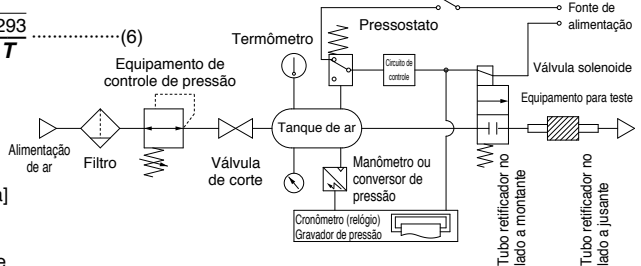 293
T
(6)
Equipamento de
controle de pressão
Termômetro
Pressostato
Circuito de
controle
Fonte de
alimentação
Válvula solenoide
Equipamento para teste
Alimentação
de ar
Filtro
Válvula
de corte
Tanque de ar
Manômetro ou
conversor de
pressão
Cronômetro (relógio)
Gravador de pressão
Tubo retificador no
lado a montante
Tubo retificador no
lado a jusante